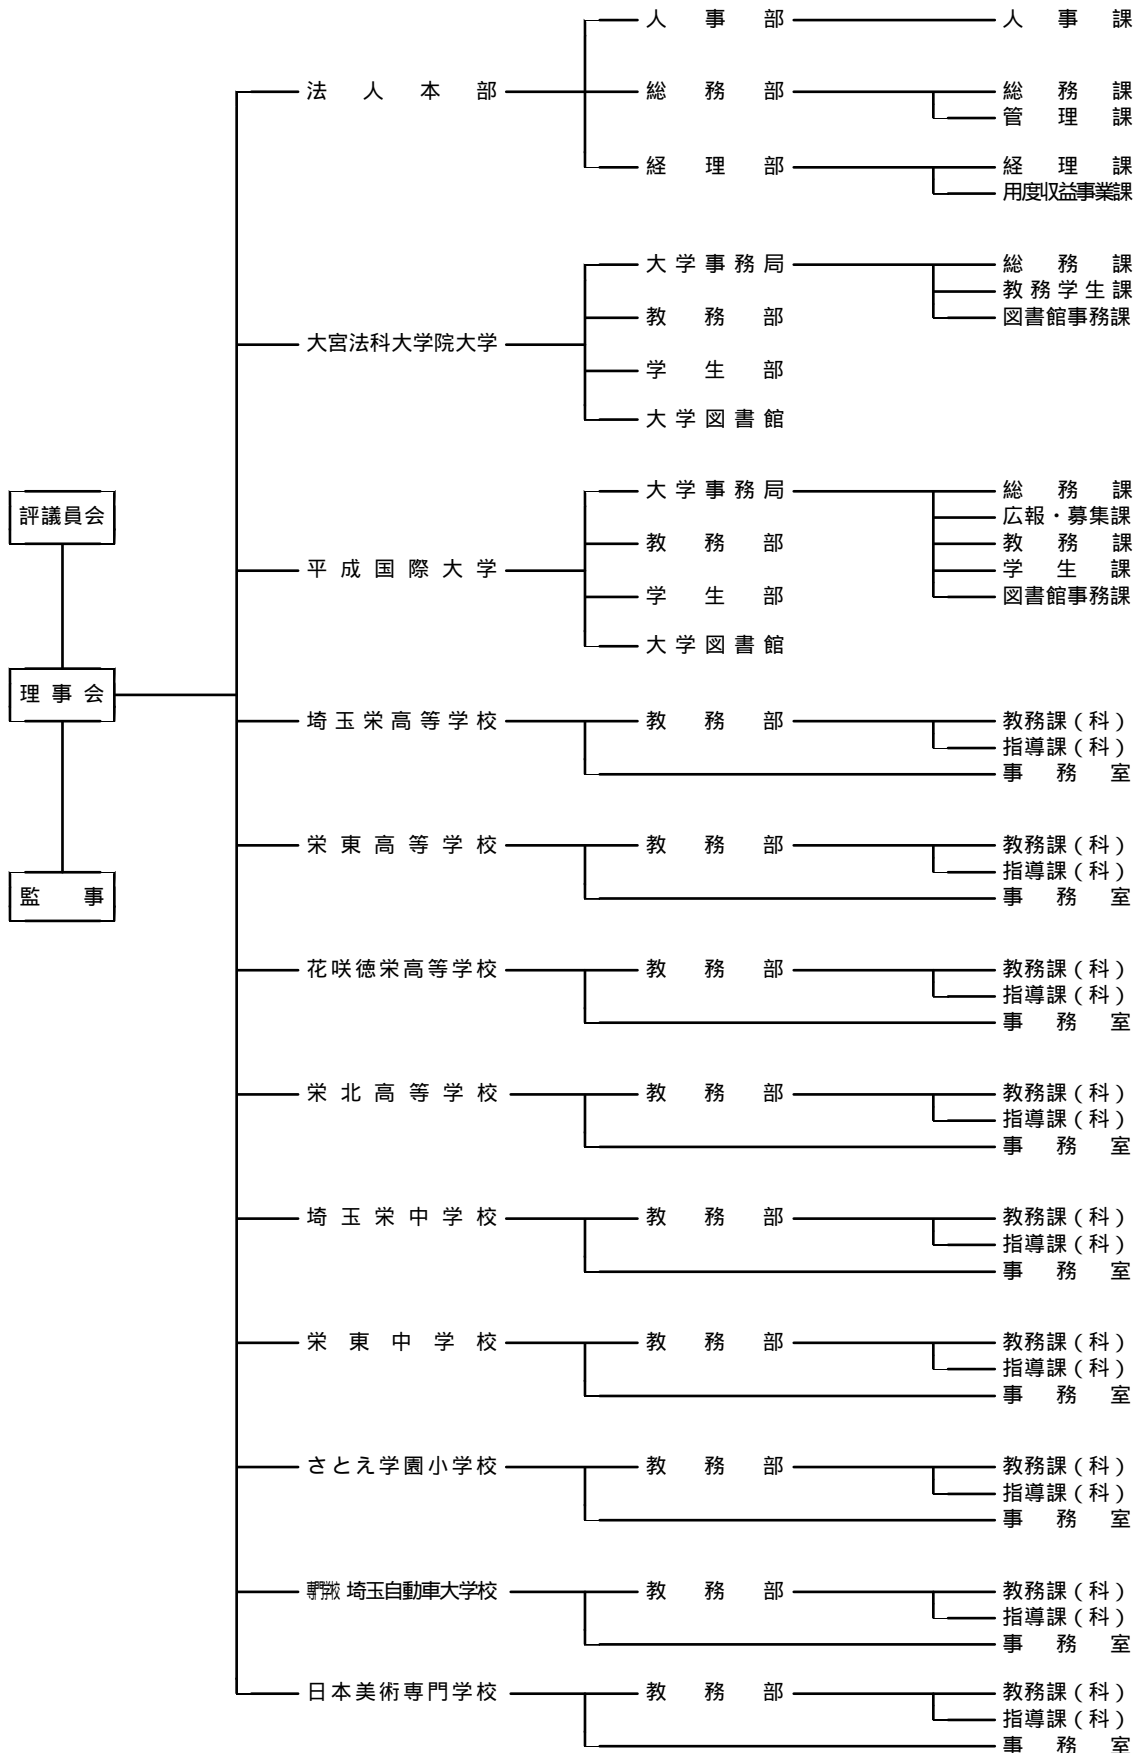 人事部 人事課
法人本部 総務部 総務課
管理課
経理部 経理課
用度収益事業課
大学事務局 総務課
教務学生課
教務部 図書館事務課
大宮法科大学院大学
学生部
大学図書館
大学事務局 総務課
評議員会 広報・募集課
教務部 教務課
平成国際大学 学生課
学生部 図書館事務課
大学図書館
理事会
埼玉栄高等学校 教務部 教務課(科)
指導課(科)
事務室
栄東高等学校 教務部 教務課(科)
指導課(科)
監事 事務室
花咲徳栄高等学校 教務部 教務課(科)
指導課(科)
事務室
栄北高等学校 教務部 教務課(科)
指導課(科)
事務室
埼玉栄中学校 教務部 教務課(科)
指導課(科)
事務室
栄東中学校 教務部 教務課(科)
指導課(科)
事務室
さとえ学園小学校 教務部 教務課(科)
指導課(科)
事務室
専門学校 埼玉自動車大学校 教務部 教務課(科)
指導課(科)
事務室
日本美術専門学校 教務部 教務課(科)
指導課(科)
事務室